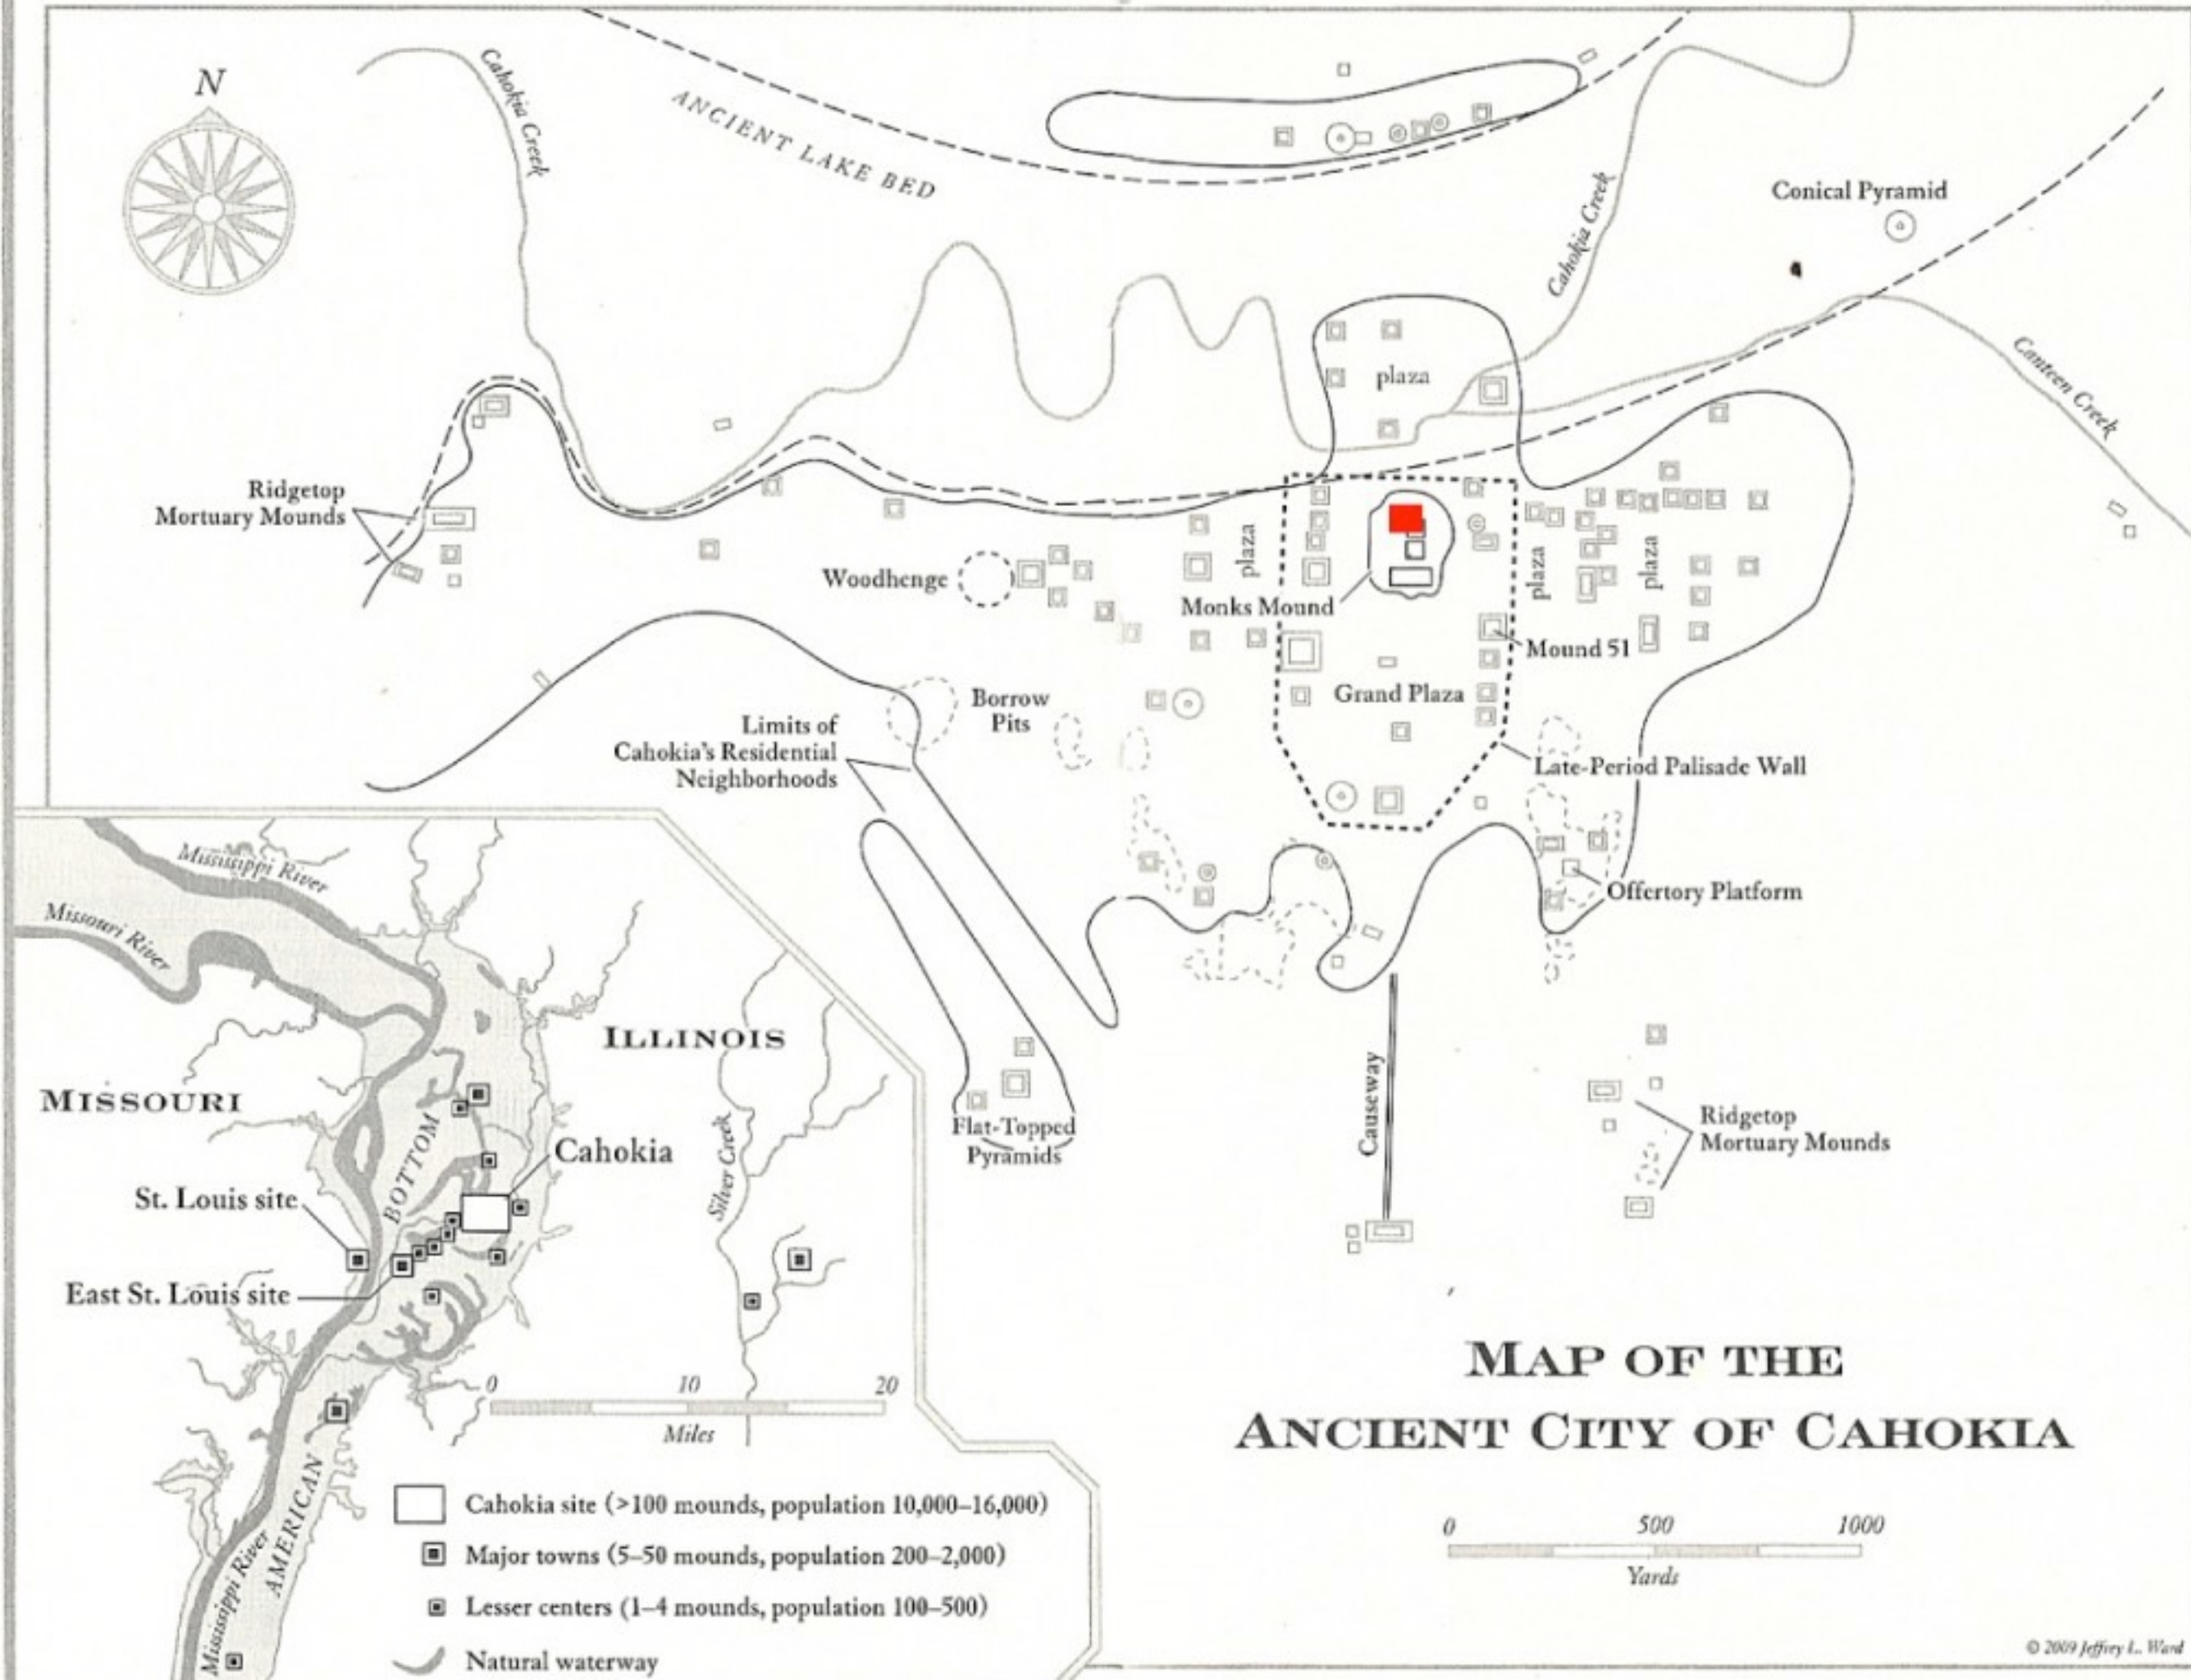 N
Cahokia Creek
ANCIENT LAKE BED
Cahokia Creek
Conical Pyramid
Canteen Creek
plaza
Ridgetop
Mortuary Mounds
Woodhenge
plaza
Monks Mound
plaza
plaza
Mound 51
Borrow
Pits
Grand Plaza
Limits of
Cahokia's Residential
Neighborhoods
Late-Period Palisade Wall
Offertory Platform
Flat-Topped
Pyramids
Causeway
Ridgetop
Mortuary Mounds
Mississippi River
Missouri River
ILLINOIS
MISSOURI
Cahokia
St. Louis site
East St. Louis site
BOTTOM
Silver Creek
0 10 20
Miles
AMERICAN
Mississippi River
Cahokia site (>100 mounds, population 10,000–16,000)
Major towns (5–50 mounds, population 200–2,000)
Lesser centers (1–4 mounds, population 100–500)
Natural waterway
MAP OF THE
ANCIENT CITY OF CAHOKIA
0 500 1000
Yards
© 2009 Jeffrey L. Ward